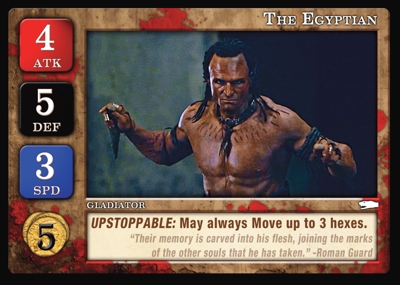 THE EGYPTIAN
4
ATK
5
DEF
3
SPD
5
GLADIATOR
UPSTOPPABLE: May always Move up to 3 hexes.
"Their memory is carved into his flesh, joining the marks
of the other souls that he has taken." -Roman Guard